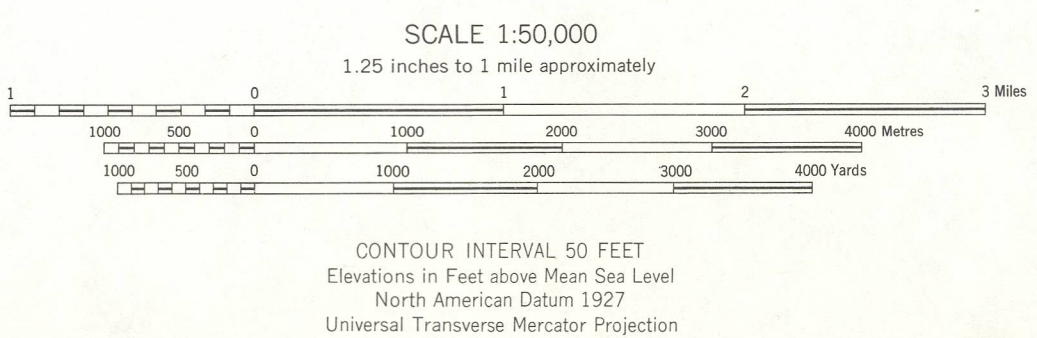 SCALE 1:50,000
1.25 inches to 1 mile approximately
1 0 1 2 3 Miles
1000 500 0 1000 2000 3000 4000 Metres
1000 500 0 1000 2000 3000 4000 Yards
CONTOUR INTERVAL 50 FEET
Elevations in Feet above Mean Sea Level
North American Datum 1927
Universal Transverse Mercator Projection